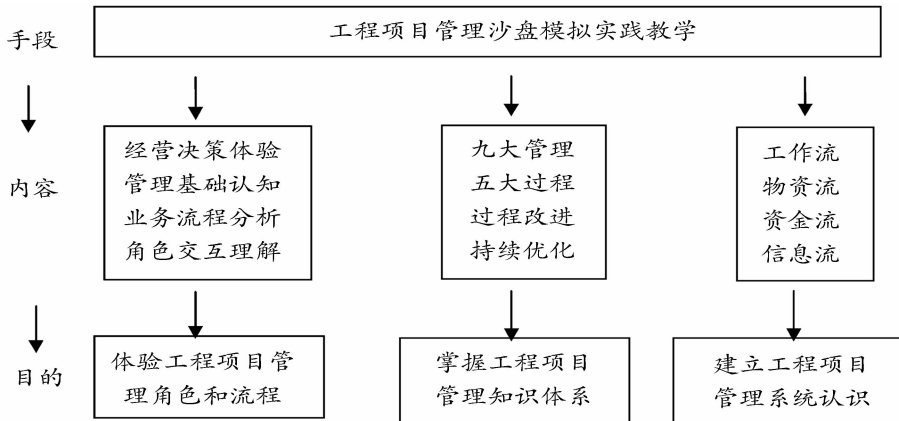 手段
工程项目管理沙盘模拟实践教学
内容
经营决策体验
管理基础认知
业务流程分析
角色交互理解
九大管理
五大过程
过程改进
持续优化
工作流
物资流
资金流
信息流
目的
体验工程项目管
理角色和流程
掌握工程项目
管理知识体系
建立工程项目
管理系统认识